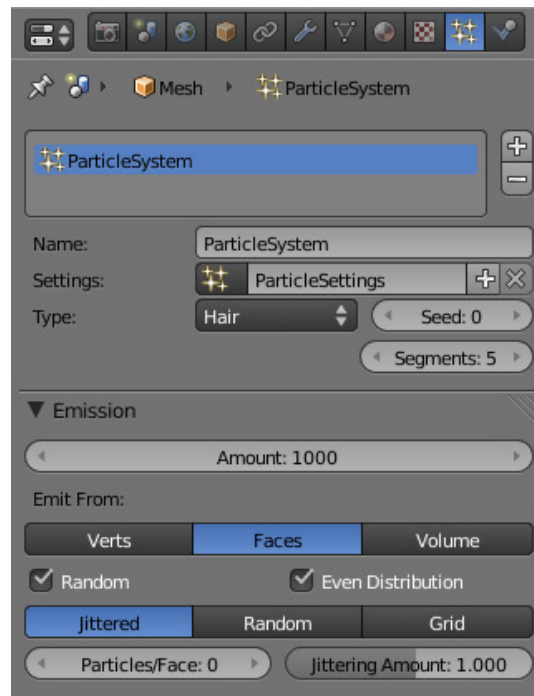 Mesh ParticleSystem
ParticleSystem
Name: ParticleSystem
Settings: ParticleSettings
Type: Hair Seed: 0
Segments: 5
Emission
Amount: 1000
Emit From:
Verts Faces Volume
Random Even Distribution
Jittered Random Grid
Particles/Face: 0 Jittering Amount: 1.000